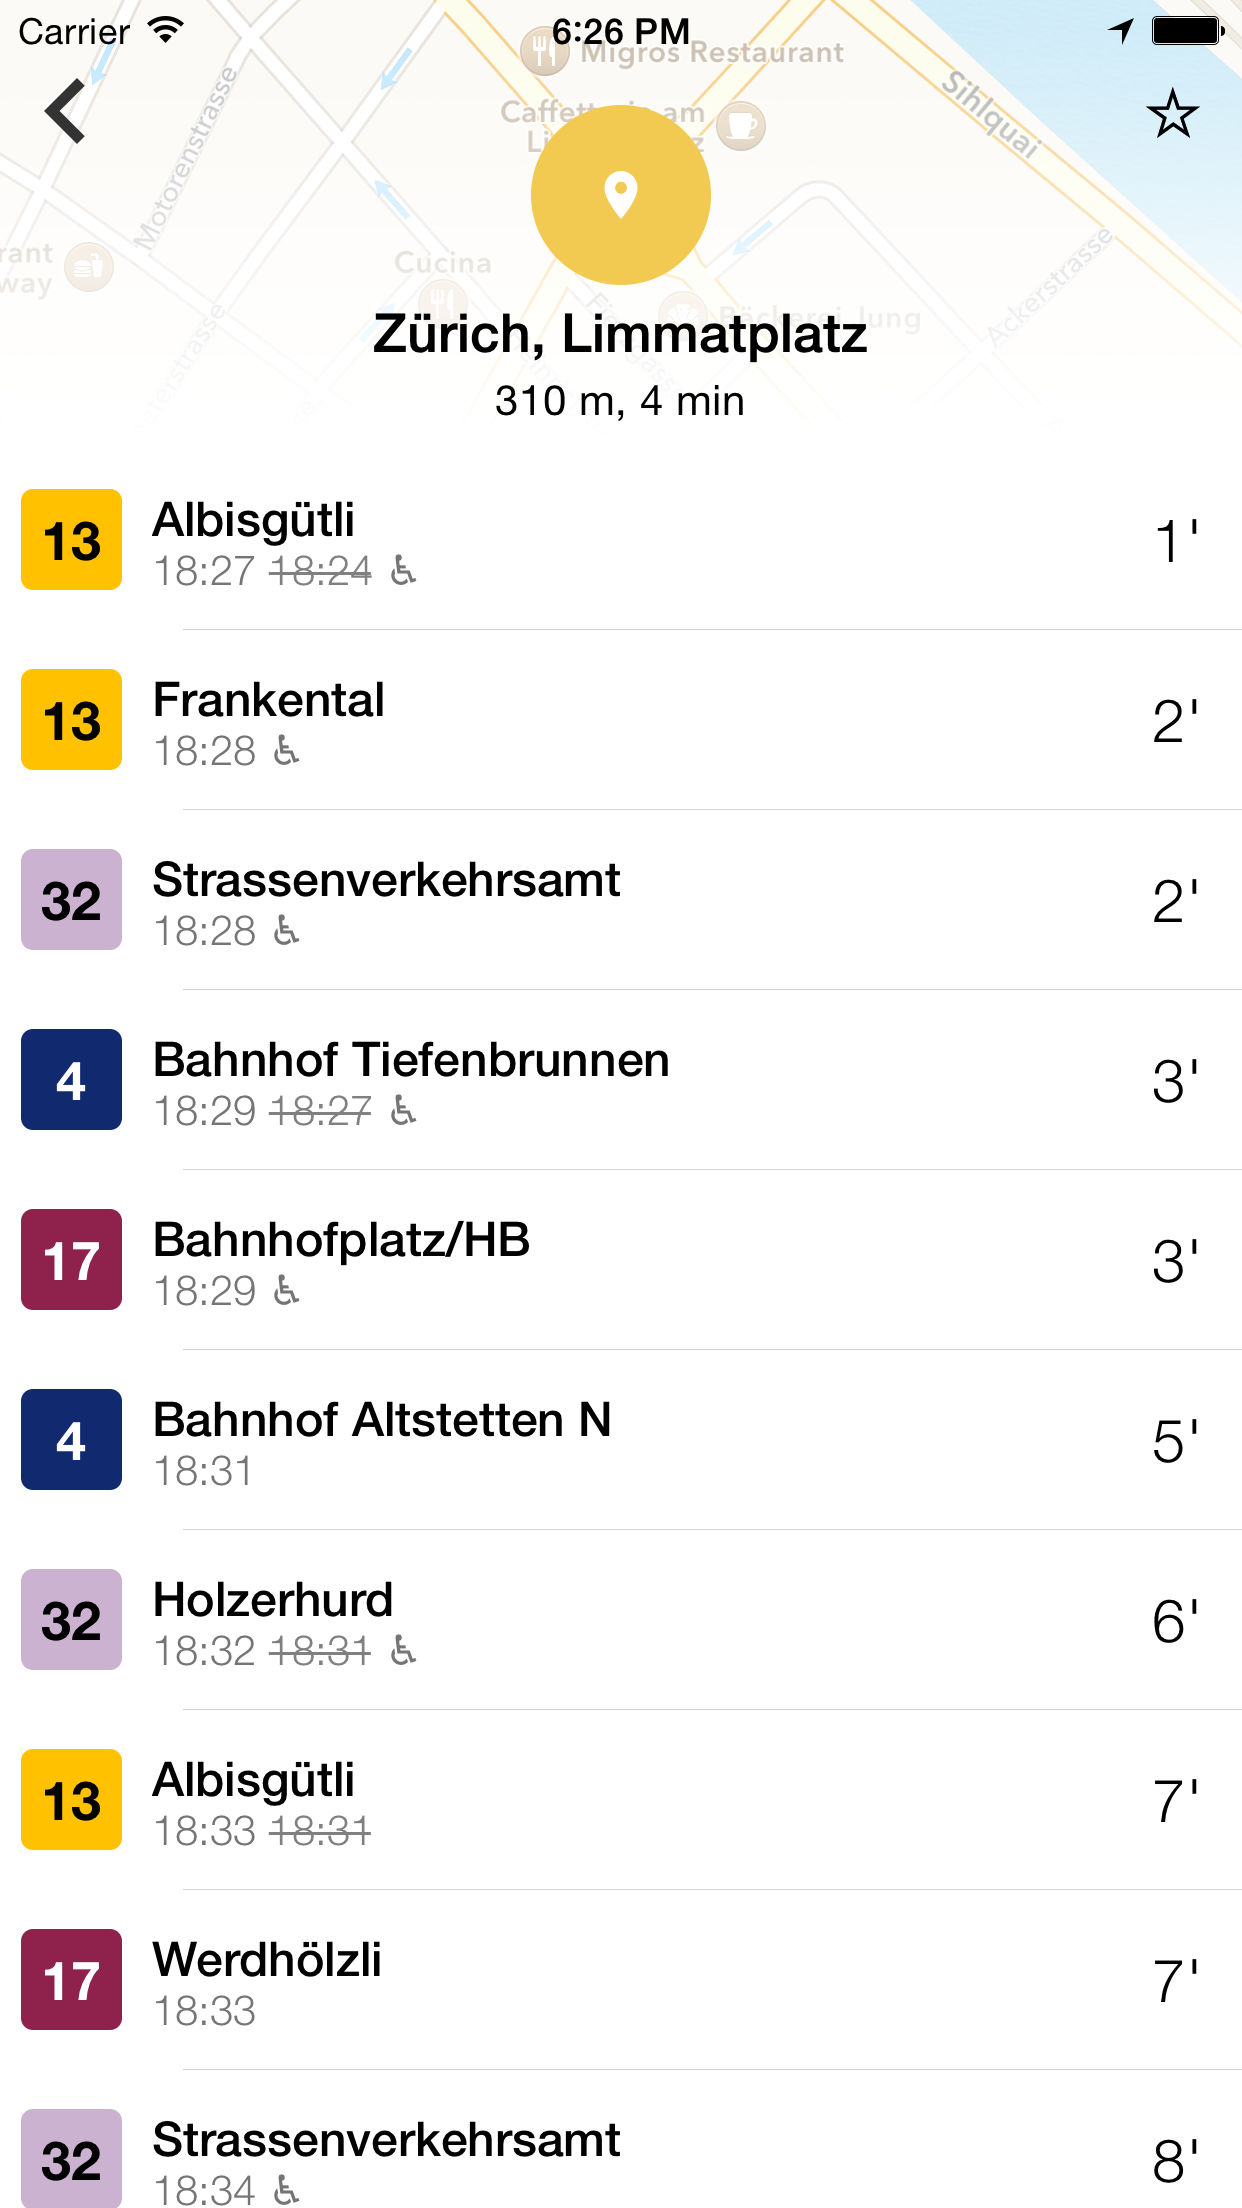 Carrier 6:26 PM
Migros Restaurant
Sihlquai
Motorenstrasse
Cucina
way
Bäckerei Jung
Ackerstrasse
Zürich, Limmatplatz
310 m, 4 min
13 Albisgütli 1'
18:27 18:24
13 Frankental 2'
18:28
32 Strassenverkehrsamt 2'
18:28
4 Bahnhof Tiefenbrunnen 3'
18:29 18:27
17 Bahnhofplatz/HB 3'
18:29
4 Bahnhof Altstetten N 5'
18:31
32 Holzerhurd 6'
18:32 18:31
13 Albisgütli 7'
18:33 18:31
17 Werdhölzli 7'
18:33
32 Strassenverkehrsamt 8'
18:34